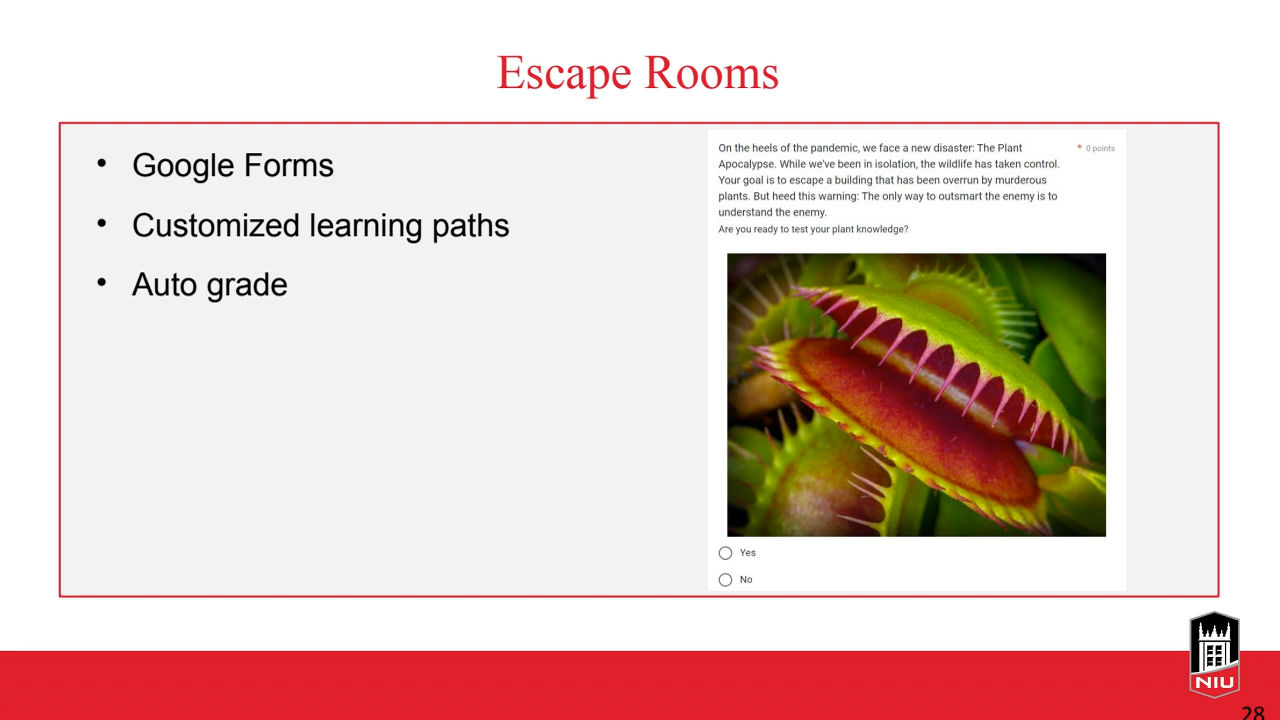 Escape Rooms
• Google Forms
• Customized learning paths
• Auto grade
On the heels of the pandemic, we face a new disaster: The Plant
Apocalypse. While we've been in isolation, the wildlife has taken control.
Your goal is to escape a building that has been overrun by murderous
plants. But heed this warning: The only way to outsmart the enemy is to
understand the enemy.
* 0 points
Are you ready to test your plant knowledge?
Yes
No
NIU
28